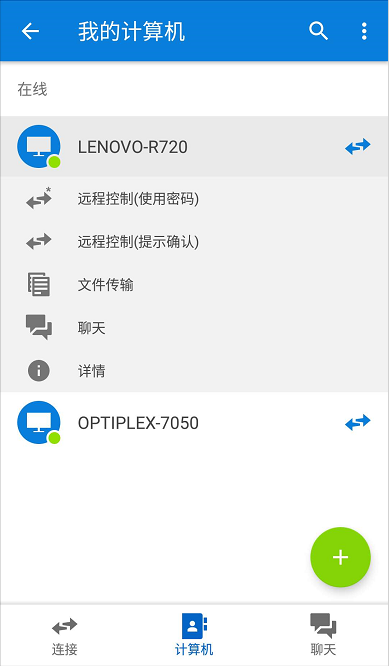 我的计算机
在线
LENOVO-R720
远程控制(使用密码)
远程控制(提示确认)
文件传输
聊天
详情
OPTIPLEX-7050
连接
计算机
聊天